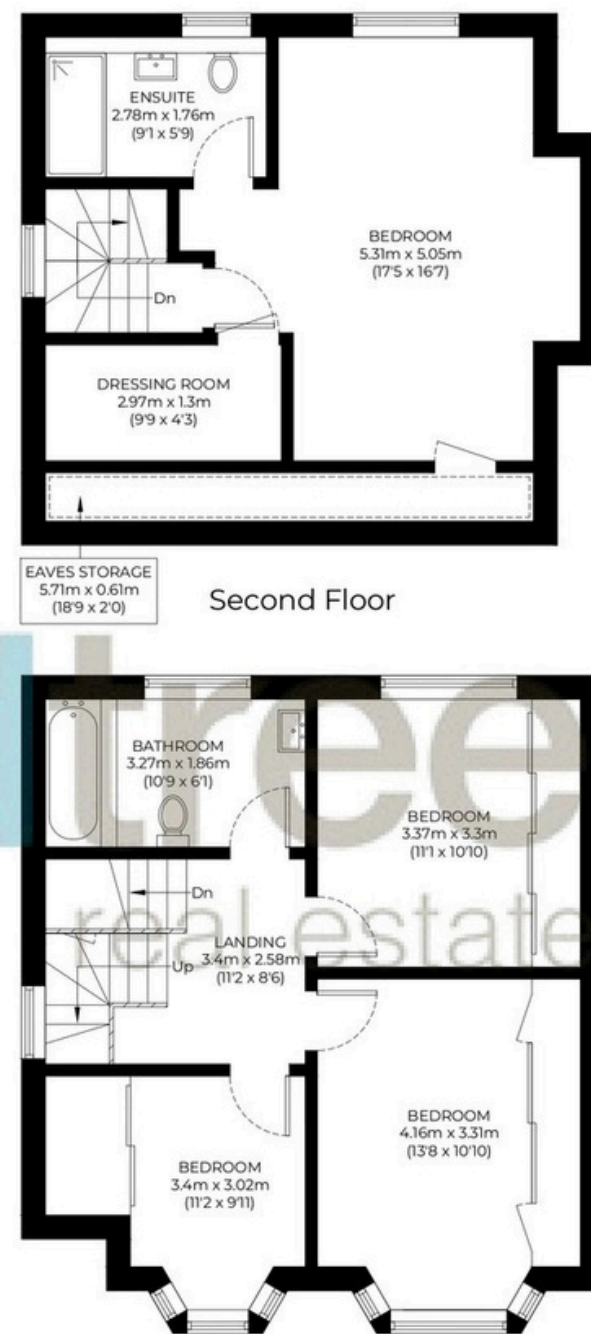 ENSUITE
2.78m x 1.76m
(9'1 x 5'9)
BEDROOM
5.31m x 5.05m
(17'5 x 16'7)
Dn
DRESSING ROOM
2.97m x 1.3m
(9'9 x 4'3)
EAVES STORAGE
5.71m x 0.61m
(18'9 x 2'0)
Second Floor
tree
real estate
BATHROOM
3.27m x 1.86m
(10'9 x 6'1)
BEDROOM
3.37m x 3.3m
(11'1 x 10'10)
Dn
Up
LANDING
3.4m x 2.58m
(11'2 x 8'6)
BEDROOM
4.16m x 3.31m
(13'8 x 10'10)
BEDROOM
3.4m x 3.02m
(11'2 x 9'11)